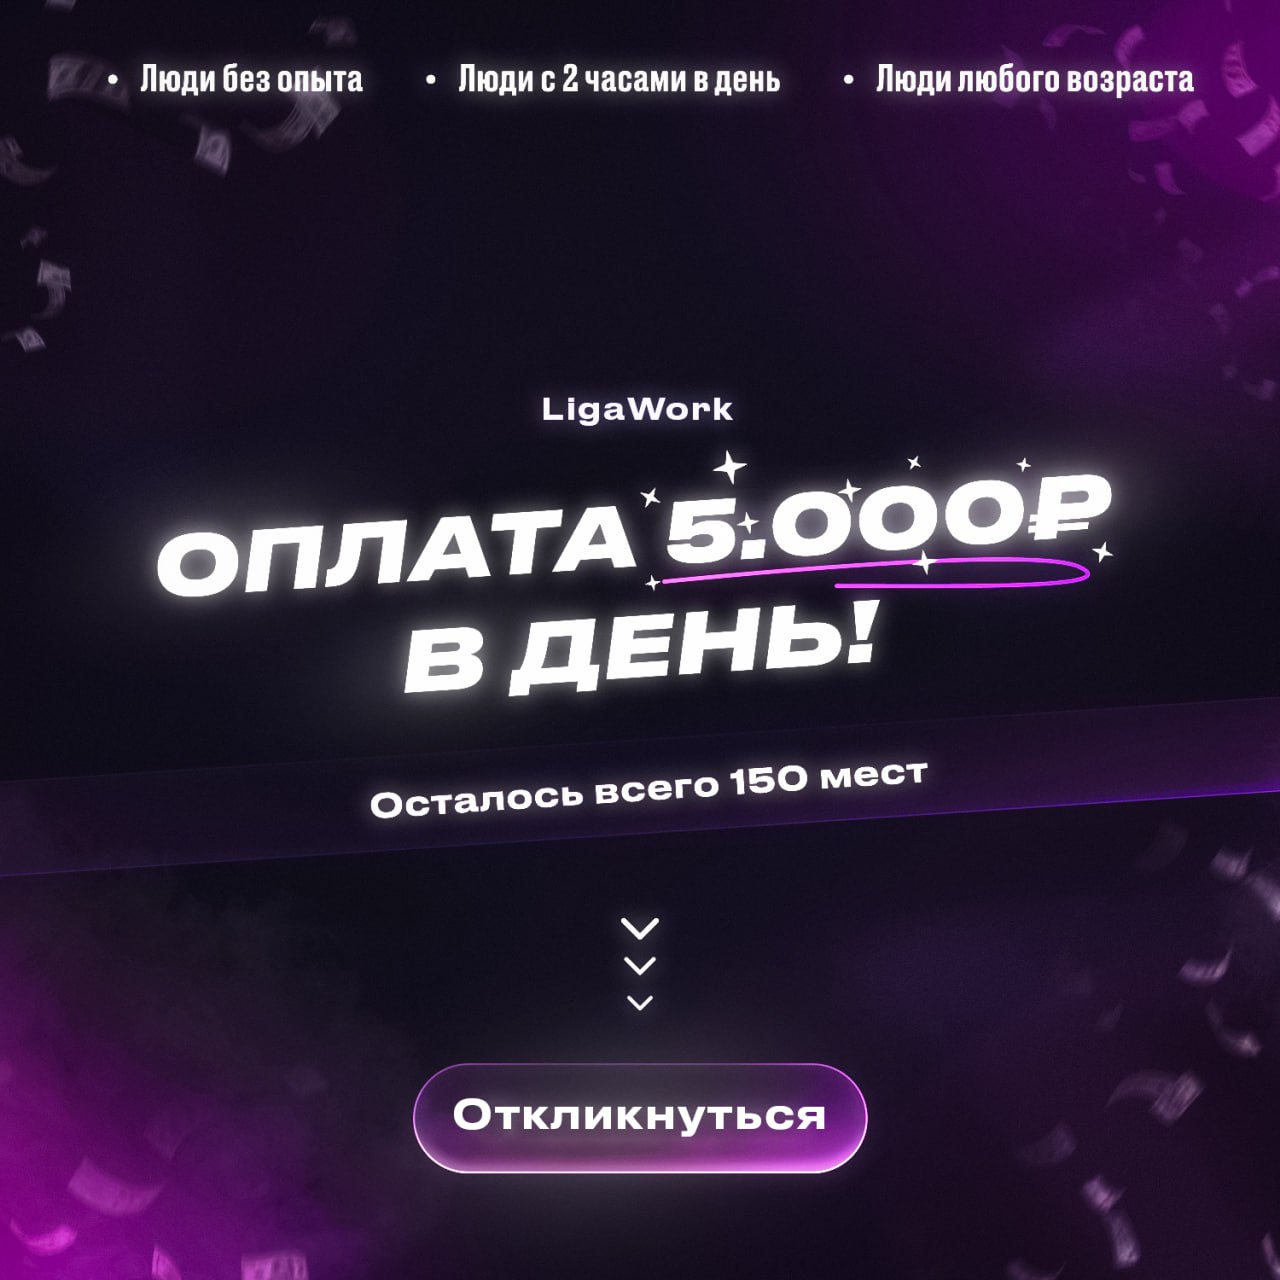 • Люди без опыта • Люди с 2 часами в день • Люди любого возраста
LigaWork
ОПЛАТА 5.000₽
В ДЕНЬ!
Осталось всего 150 мест
Откликнуться